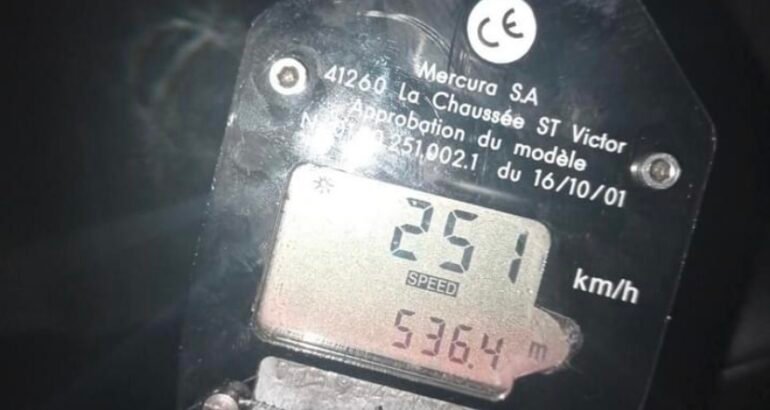 CE
Mercura S.A
41260 La Chaussée ST Victor
Approbation du modèle
251.002.1 du 16/10/01
251 km/h
SPEED
536.4 m